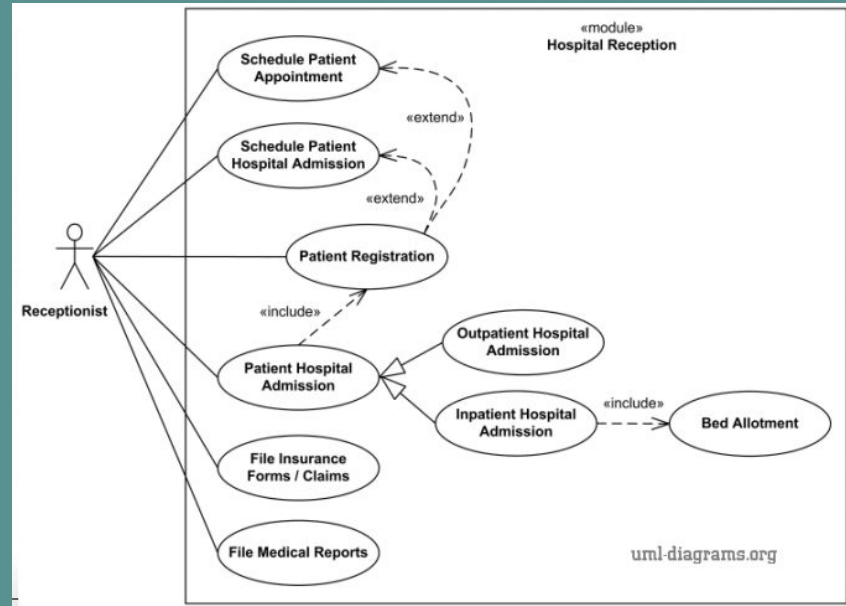 «module»
Hospital Reception
Schedule Patient
Appointment
«extend»
Schedule Patient
Hospital Admission
«extend»
Patient Registration
Receptionist
«include»
Outpatient Hospital
Admission
Patient Hospital
Admission
Inpatient Hospital
Admission
«include»
Bed Allotment
File Insurance
Forms / Claims
File Medical Reports
uml-diagrams.org